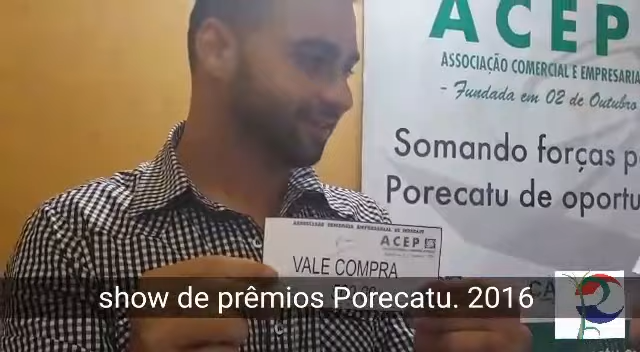 ACEP
ASSOCIAÇÃO COMERCIAL E EMPRESARIA
- Fundada em 02 de Outubro
Somando forças p
Porecatu de oportu
ACEP
VALE COMPRA
show de prêmios Porecatu. 2016